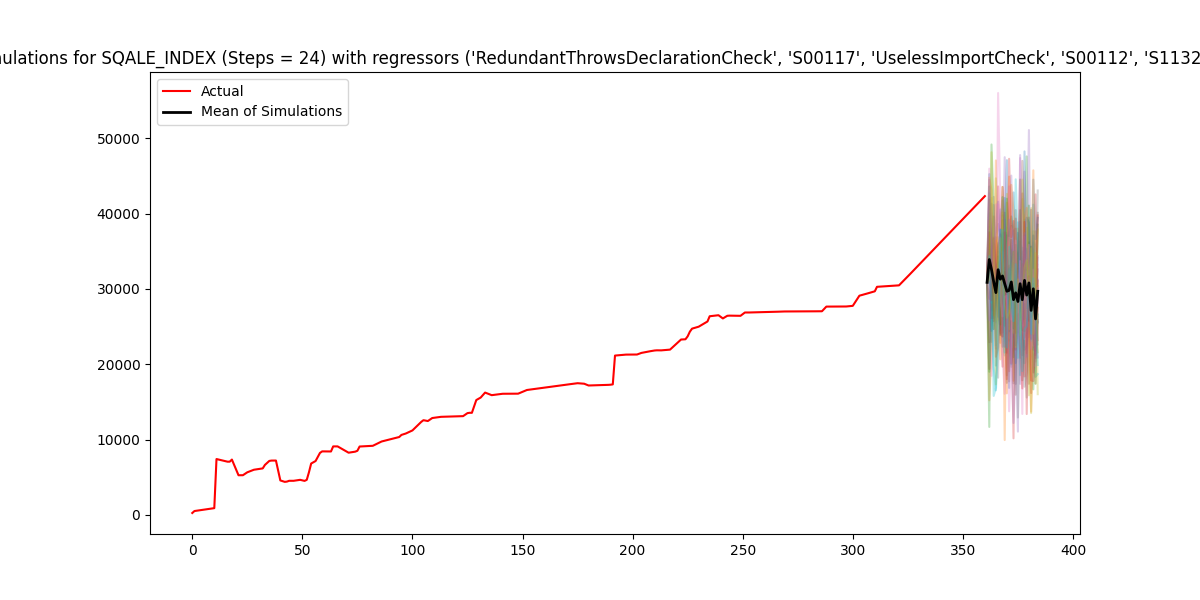 ulations for SQALE_INDEX (Steps = 24) with regressors ('RedundantThrowsDeclarationCheck', 'S00117', 'UselessImportCheck', 'S00112', 'S1132
Actual
Mean of Simulations
50000
40000
30000
20000
10000
0
0 50 100 150 200 250 300 350 400